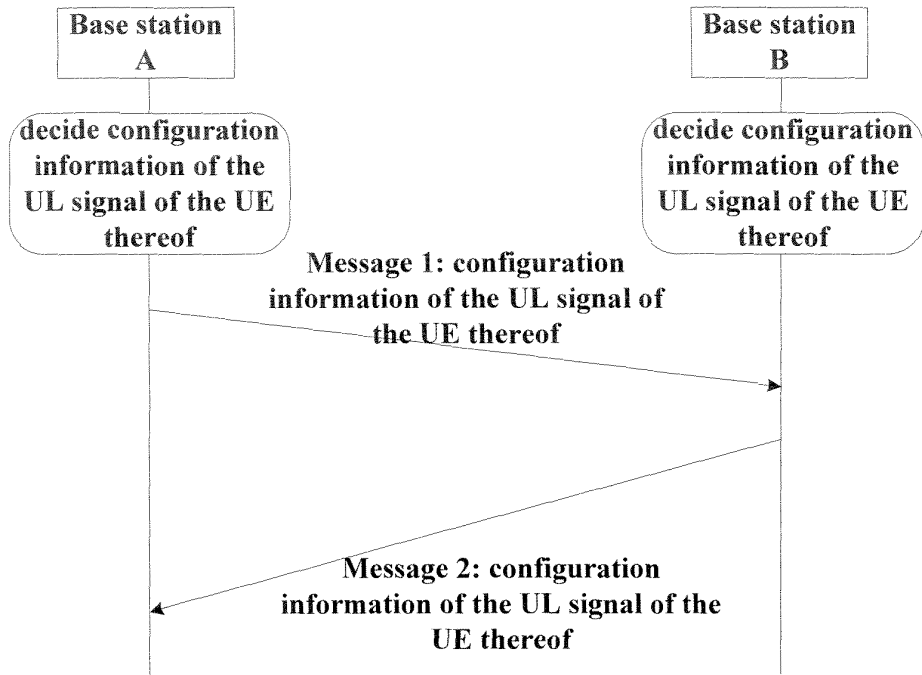 Base station
A
Base station
B
decide configuration
information of the
UL signal of the UE
thereof
decide configuration
information of the
UL signal of the UE
thereof
Message 1: configuration
information of the UL signal of
the UE thereof
Message 2: configuration
information of the UL signal of the
UE thereof